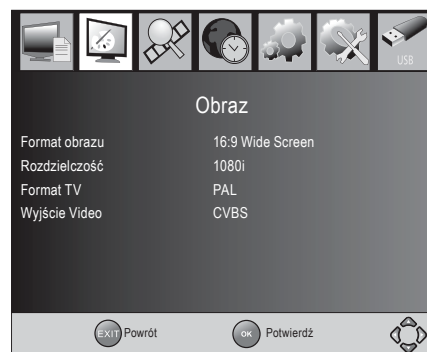 USB
Obraz
Format obrazu 16:9 Wide Screen
Rozdzielczość 1080i
Format TV PAL
Wyjście Video CVBS
EXIT Powrót OK Potwierdź